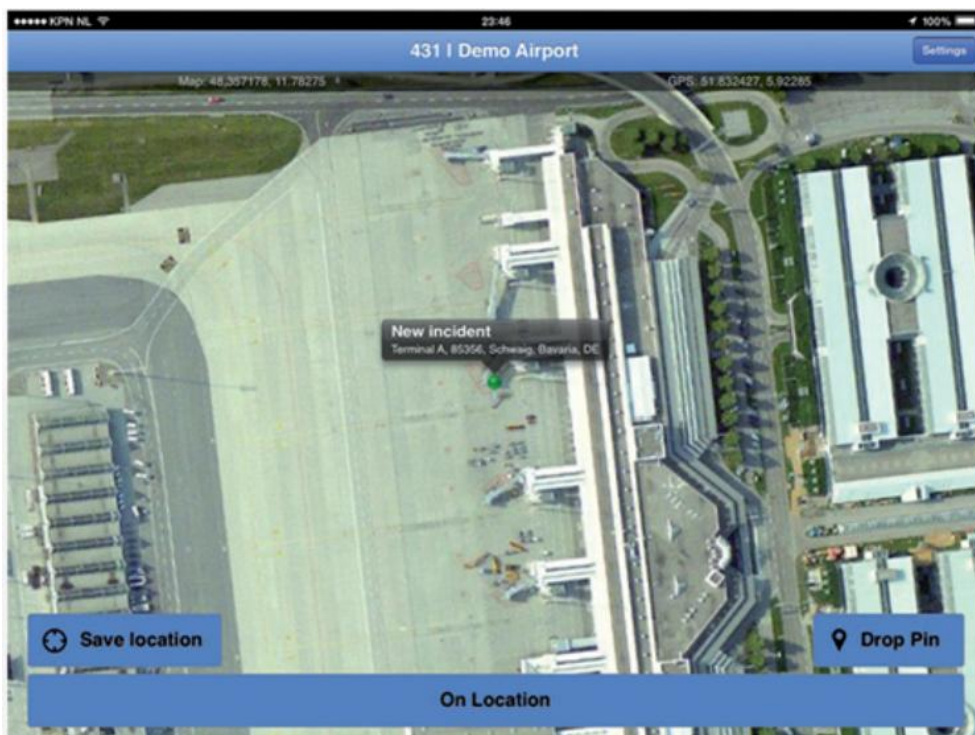 KPN NL
23:46
100%
431 | Demo Airport
Settings
Map: 48,357178, 11.78275
GPS: 51.832427, 5.92285
New incident
Terminal A, 85356, Schwaig, Bavaria, DE
Save location
Drop Pin
On Location